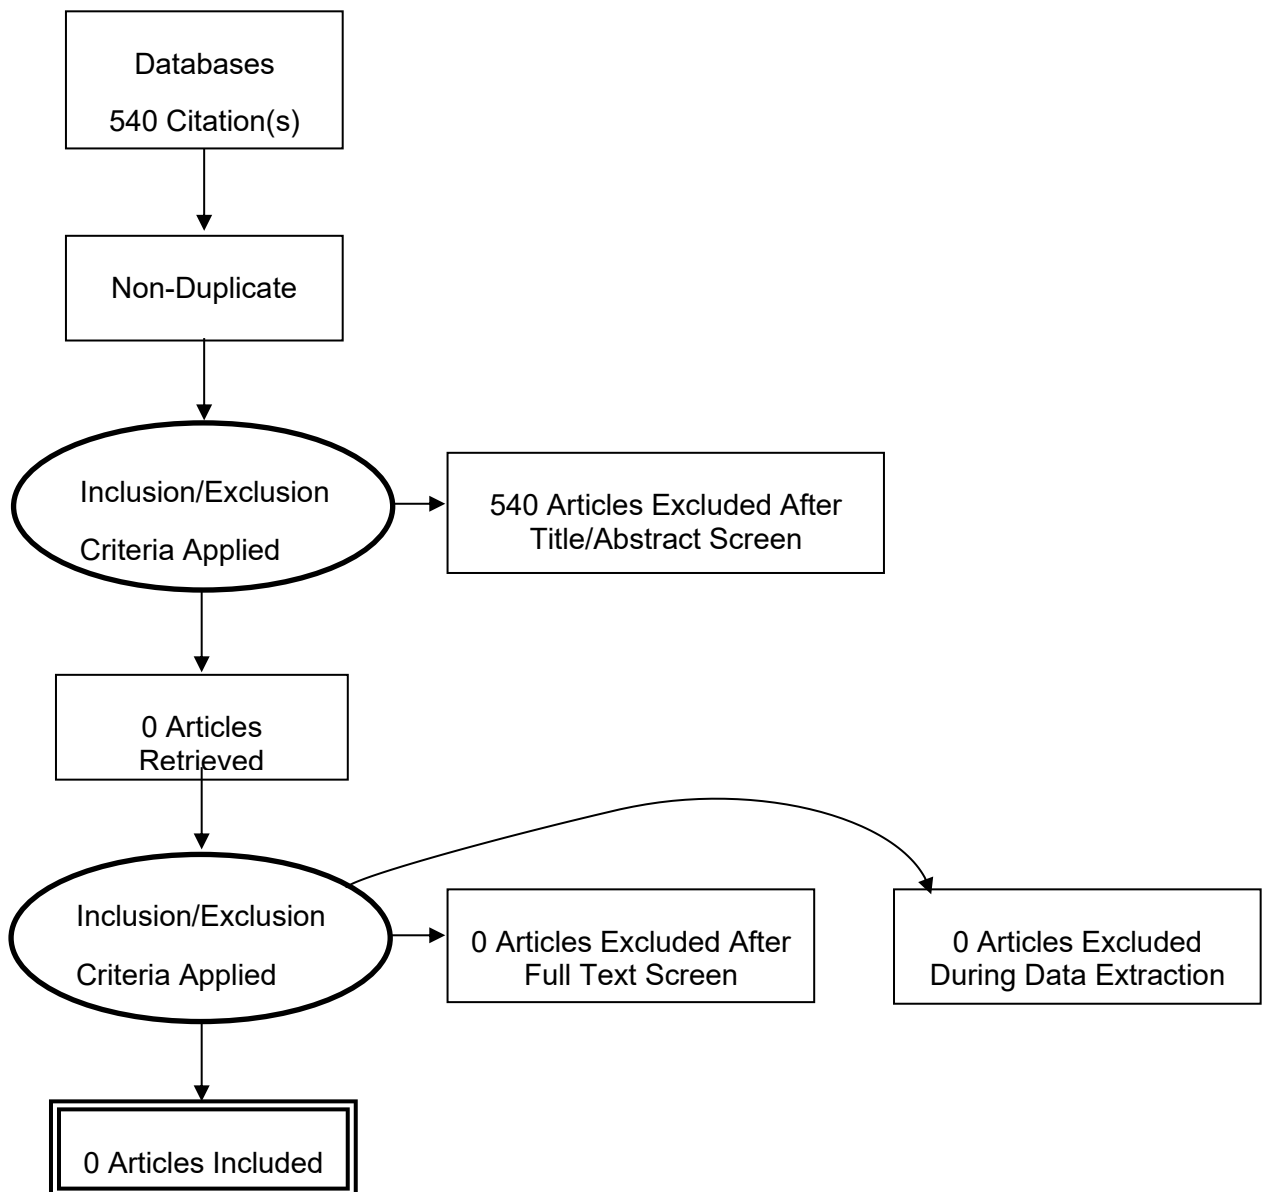 Databases
540 Citation(s)
Non-Duplicate
Inclusion/Exclusion
Criteria Applied
540 Articles Excluded After
Title/Abstract Screen
0 Articles
Retrieved
Inclusion/Exclusion
Criteria Applied
0 Articles Excluded After
Full Text Screen
0 Articles Excluded
During Data Extraction
0 Articles Included